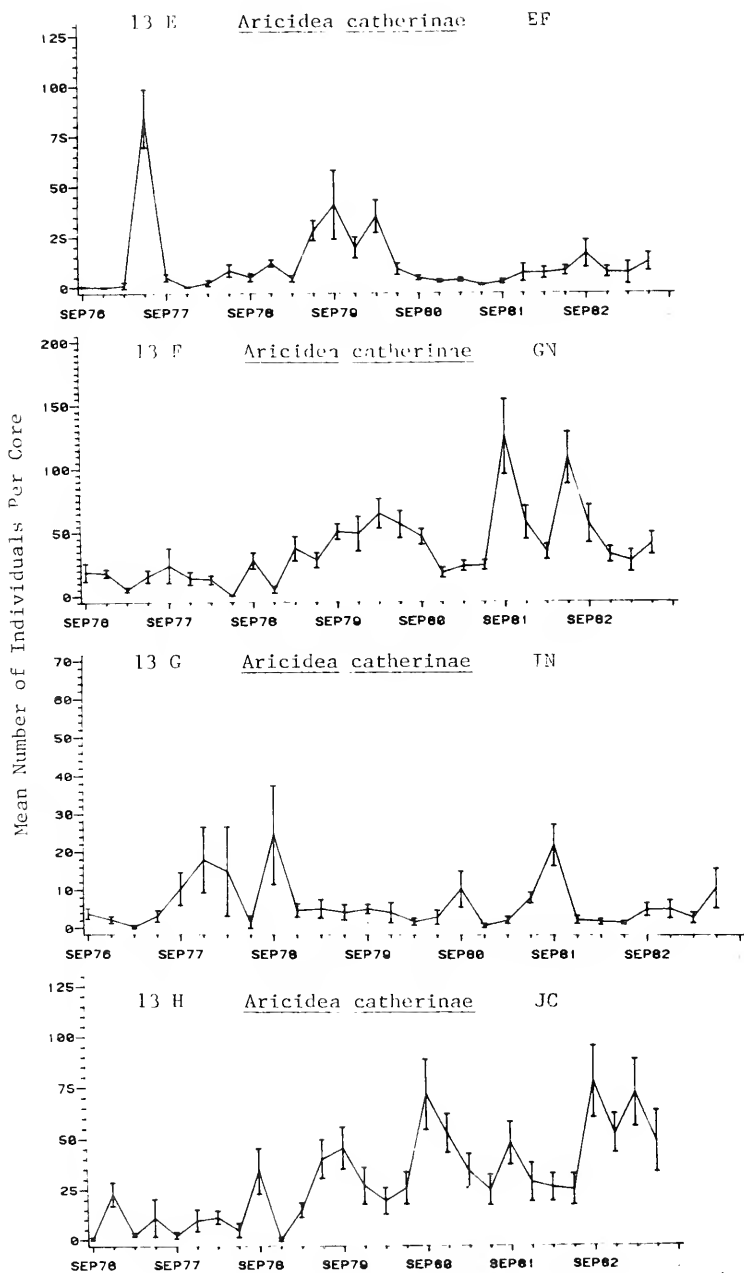 13 E Aricidea catherinae EF
125
100
75
50
25
0
SEP76 SEP77 SEP78 SEP79 SEP80 SEP81 SEP82
13 F Aricidea catherinae GN
200
150
100
50
0
SEP76 SEP77 SEP78 SEP79 SEP80 SEP81 SEP82
Mean Number of Individuals Per Core
13 G Aricidea catherinae IN
70
60
50
40
30
20
10
0
SEP76 SEP77 SEP78 SEP79 SEP80 SEP81 SEP82
13 H Aricidea catherinae JC
125
100
75
50
25
0
SEP76 SEP77 SEP78 SEP79 SEP80 SEP81 SEP82